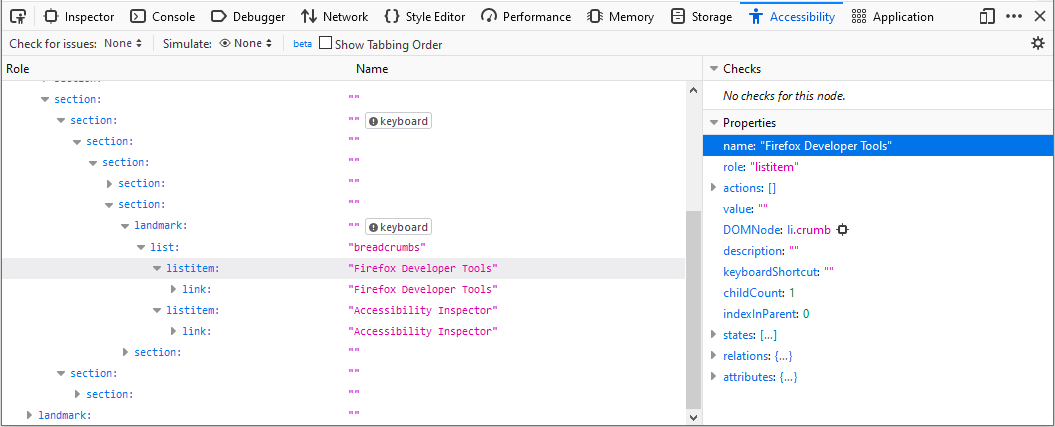 Inspector Console Debugger Network Style Editor Performance Memory Storage Accessibility Application
Check for issues: None Simulate: None beta Show Tabbing Order
Role Name
section: ""
section: "" keyboard
section: ""
section: ""
section: ""
section: ""
landmark: "" keyboard
list: "breadcrumbs"
listitem: "Firefox Developer Tools"
link: "Firefox Developer Tools"
listitem: "Accessibility Inspector"
link: "Accessibility Inspector"
section: ""
section: ""
section: ""
landmark: ""
Checks
No checks for this node.
Properties
name: "Firefox Developer Tools"
role: "listitem"
actions: []
value: ""
DOMNode: li.crumb
description: ""
keyboardShortcut: ""
childCount: 1
indexInParent: 0
states: [...]
relations: {...}
attributes: {...}